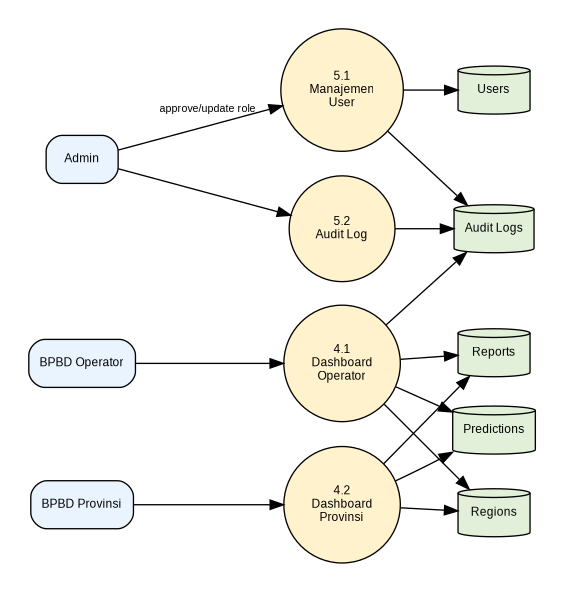 5.1
Manajemen
User
Users
approve/update role
Admin
5.2
Audit Log
Audit Logs
BPBD Operator
4.1
Dashboard
Operator
Reports
Predictions
BPBD Provinsi
4.2
Dashboard
Provinsi
Regions